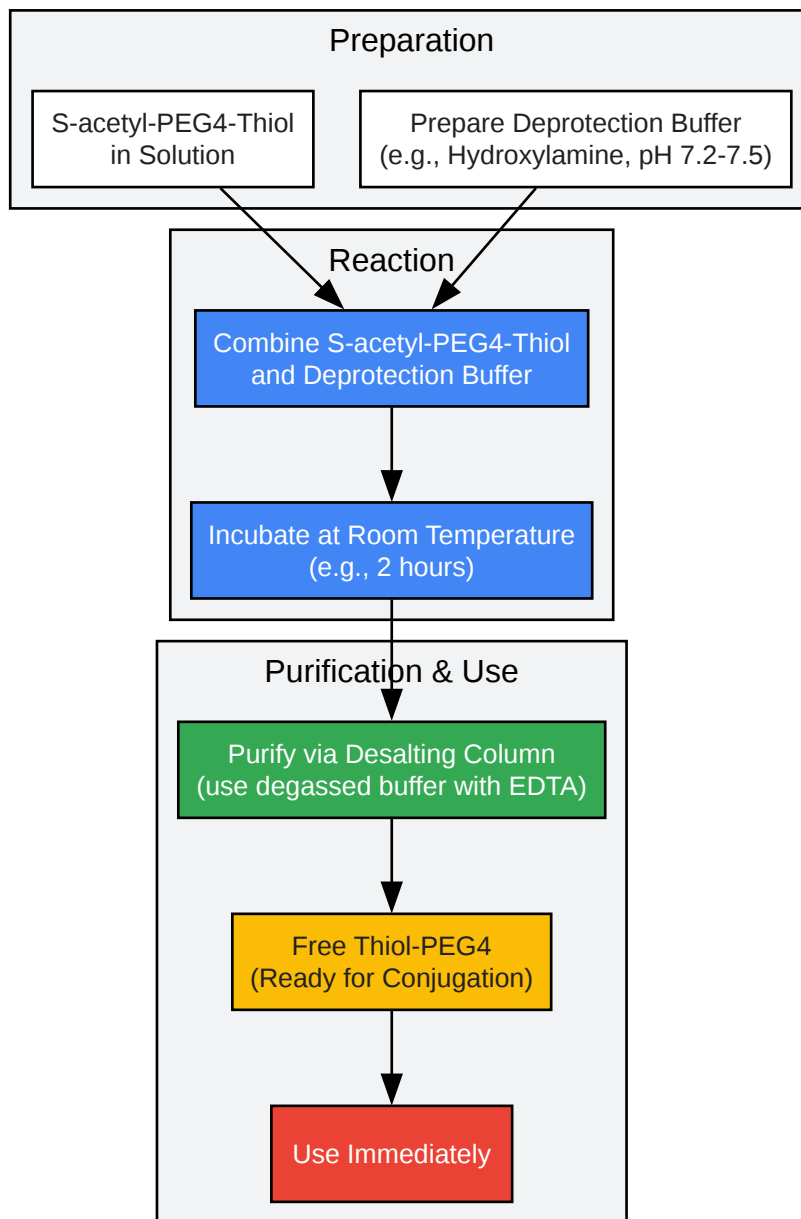 Preparation
S-acetyl-PEG4-Thiol
in Solution
Prepare Deprotection Buffer
(e.g., Hydroxylamine, pH 7.2-7.5)
Reaction
Combine S-acetyl-PEG4-Thiol
and Deprotection Buffer
Incubate at Room Temperature
(e.g., 2 hours)
Purification & Use
Purify via Desalting Column
(use degassed buffer with EDTA)
Free Thiol-PEG4
(Ready for Conjugation)
Use Immediately